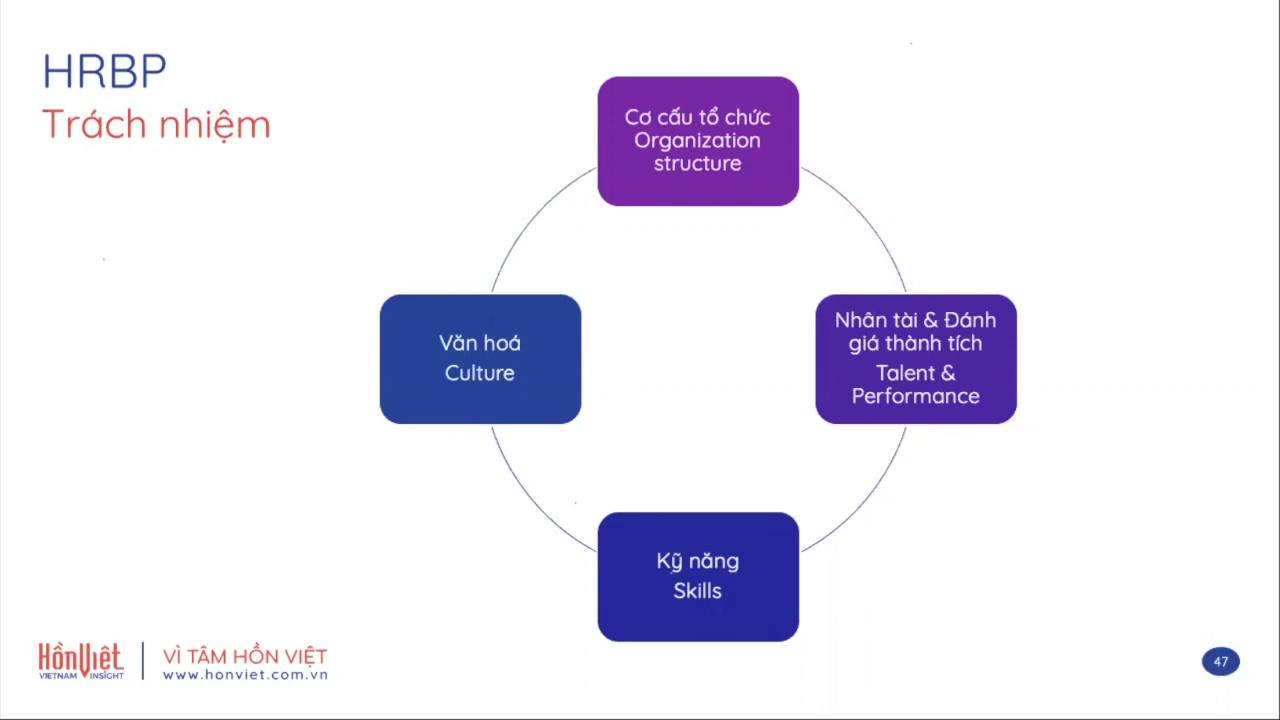 HRBP
Trách nhiệm
Cơ cấu tổ chức
Organization
structure
Văn hoá
Culture
Nhân tài & Đánh
giá thành tích
Talent &
Performance
Kỹ năng
Skills
HồnViệt
VIETNAM INSIGHT
VÌ TÂM HỒN VIỆT
www.honviet.com.vn
47